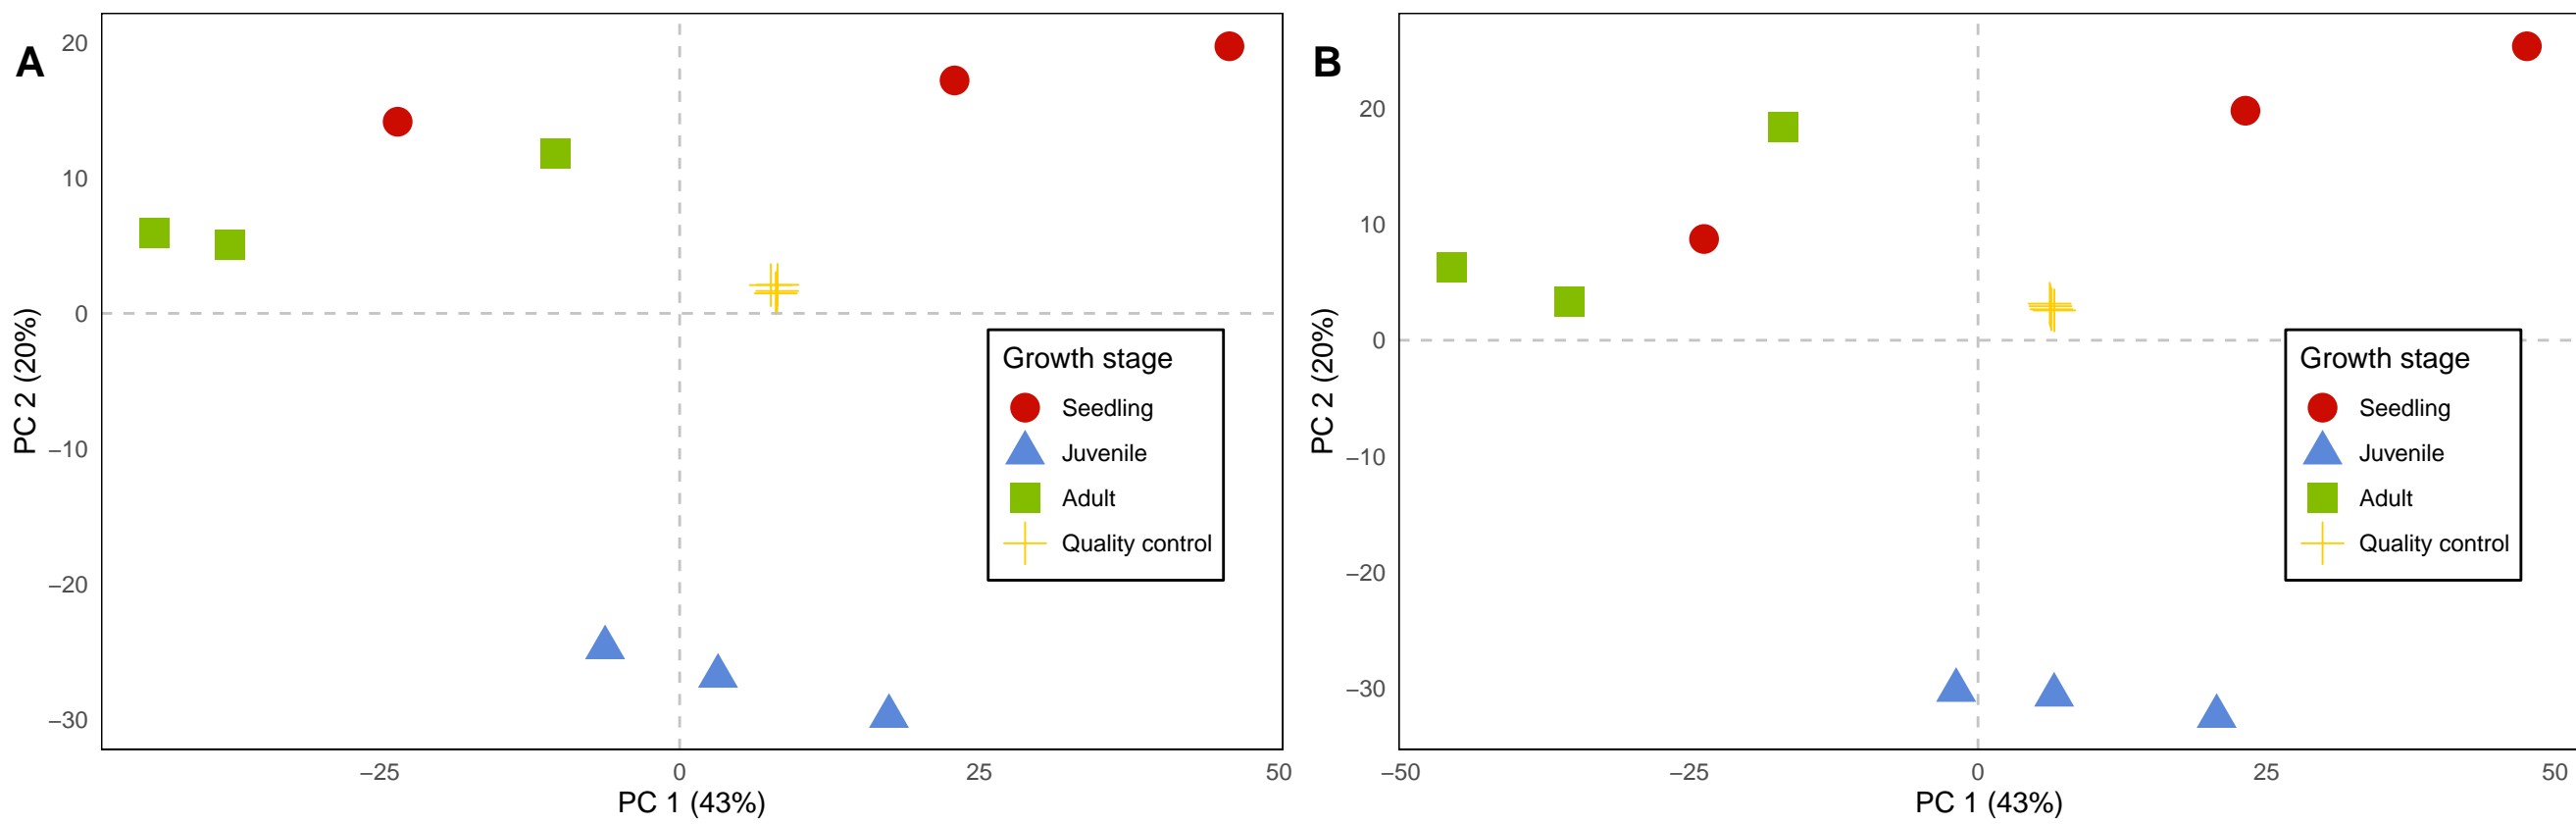 A
20
10
0
−10
−20
−30
PC 2 (20%)
−25
0
25
50
PC 1 (43%)
Growth stage
Seedling
Juvenile
Adult
Quality control
B
20
10
0
−10
−20
−30
PC 2 (20%)
−50
−25
0
25
50
PC 1 (43%)
Growth stage
Seedling
Juvenile
Adult
Quality control